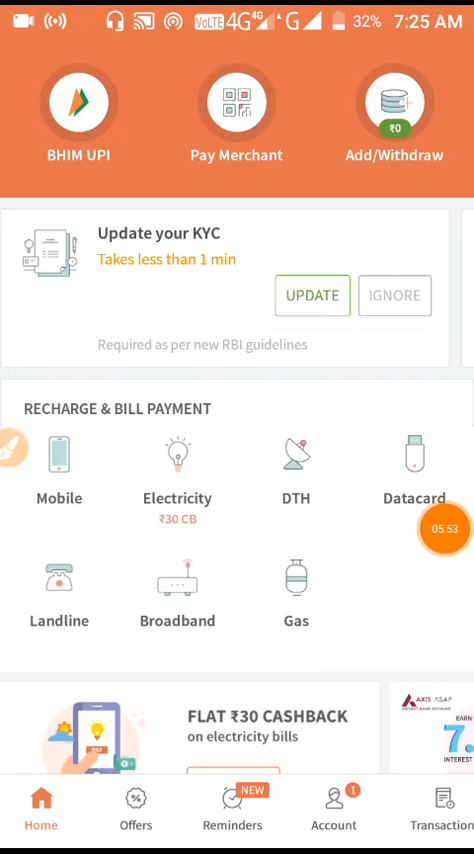 VoLTE 4G 4G G 32% 7:25 AM
BHIM UPI
Pay Merchant
₹0
Add/Withdraw
Update your KYC
Takes less than 1 min
UPDATE
IGNORE
Required as per new RBI guidelines
RECHARGE & BILL PAYMENT
Mobile
Electricity
₹30 CB
DTH
Datacard
05:53
Landline
Broadband
Gas
FLAT ₹30 CASHBACK
on electricity bills
PAY
AXIS ASAP
EARN
7.
INTEREST
Home
Offers
NEW
Reminders
1
Account
Transaction